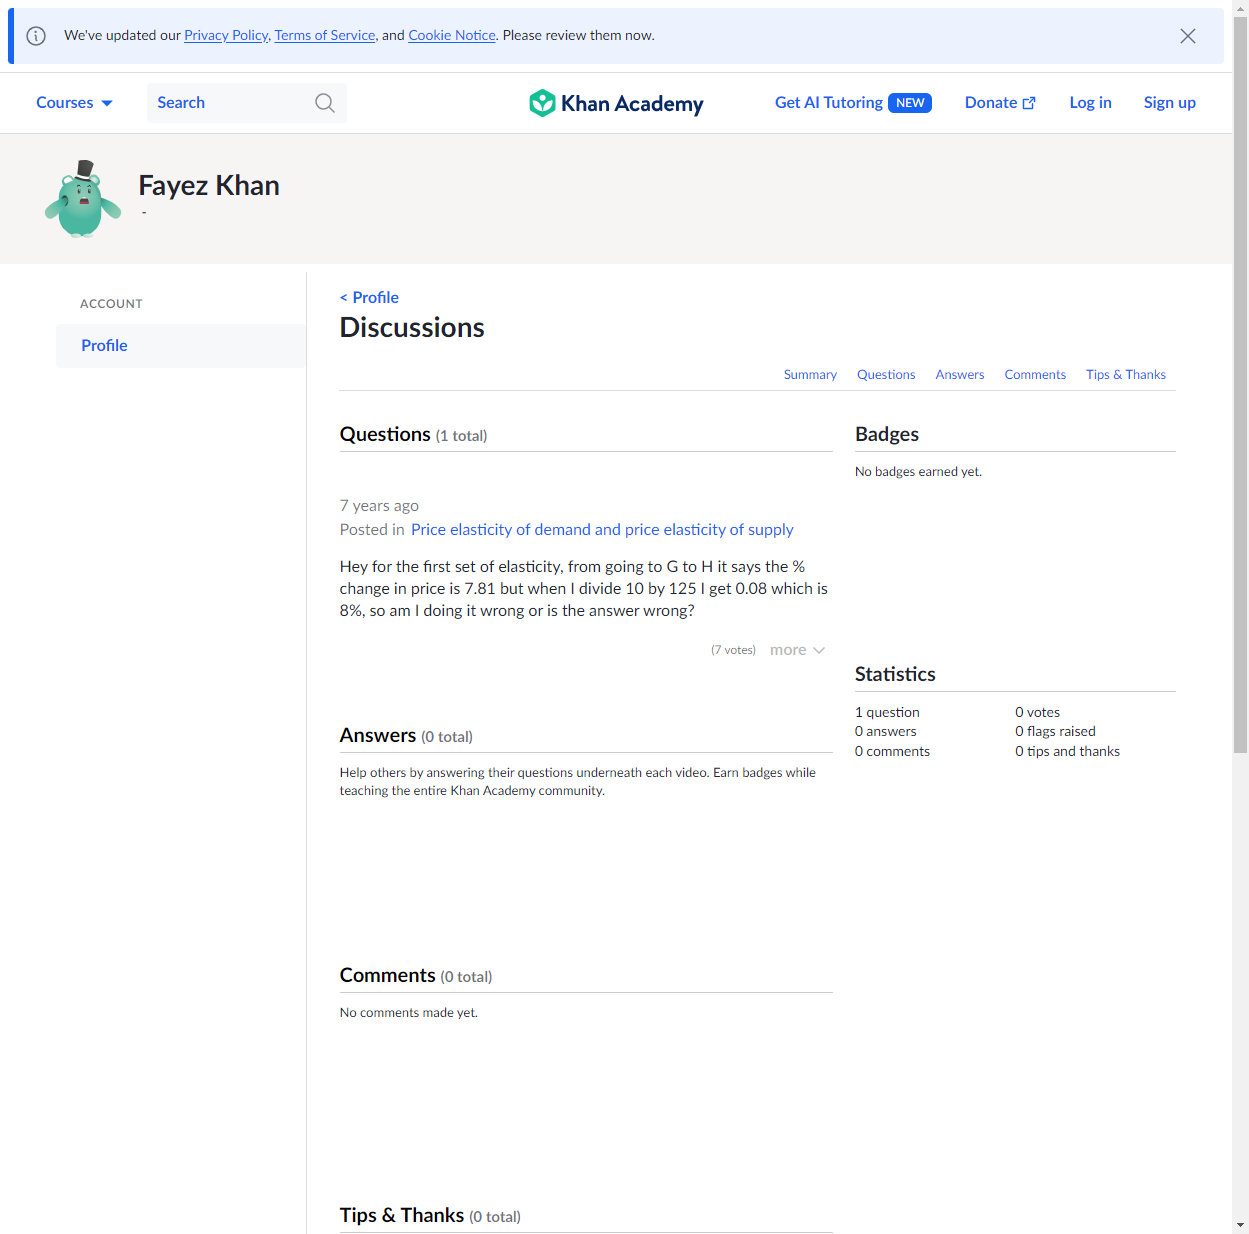 We've updated our Privacy Policy, Terms of Service, and Cookie Notice. Please review them now.
Courses
Search
Khan Academy
Get AI Tutoring NEW
Donate
Log in
Sign up
Fayez Khan
-
ACCOUNT
Profile
< Profile
Discussions
Summary
Questions
Answers
Comments
Tips & Thanks
Questions (1 total)
7 years ago
Posted in Price elasticity of demand and price elasticity of supply
Hey for the first set of elasticity, from going to G to H it says the %
change in price is 7.81 but when I divide 10 by 125 I get 0.08 which is
8%, so am I doing it wrong or is the answer wrong?
(7 votes)
more
Answers (0 total)
Help others by answering their questions underneath each video. Earn badges while
teaching the entire Khan Academy community.
Comments (0 total)
No comments made yet.
Tips & Thanks (0 total)
Badges
No badges earned yet.
Statistics
1 question
0 votes
0 answers
0 flags raised
0 comments
0 tips and thanks